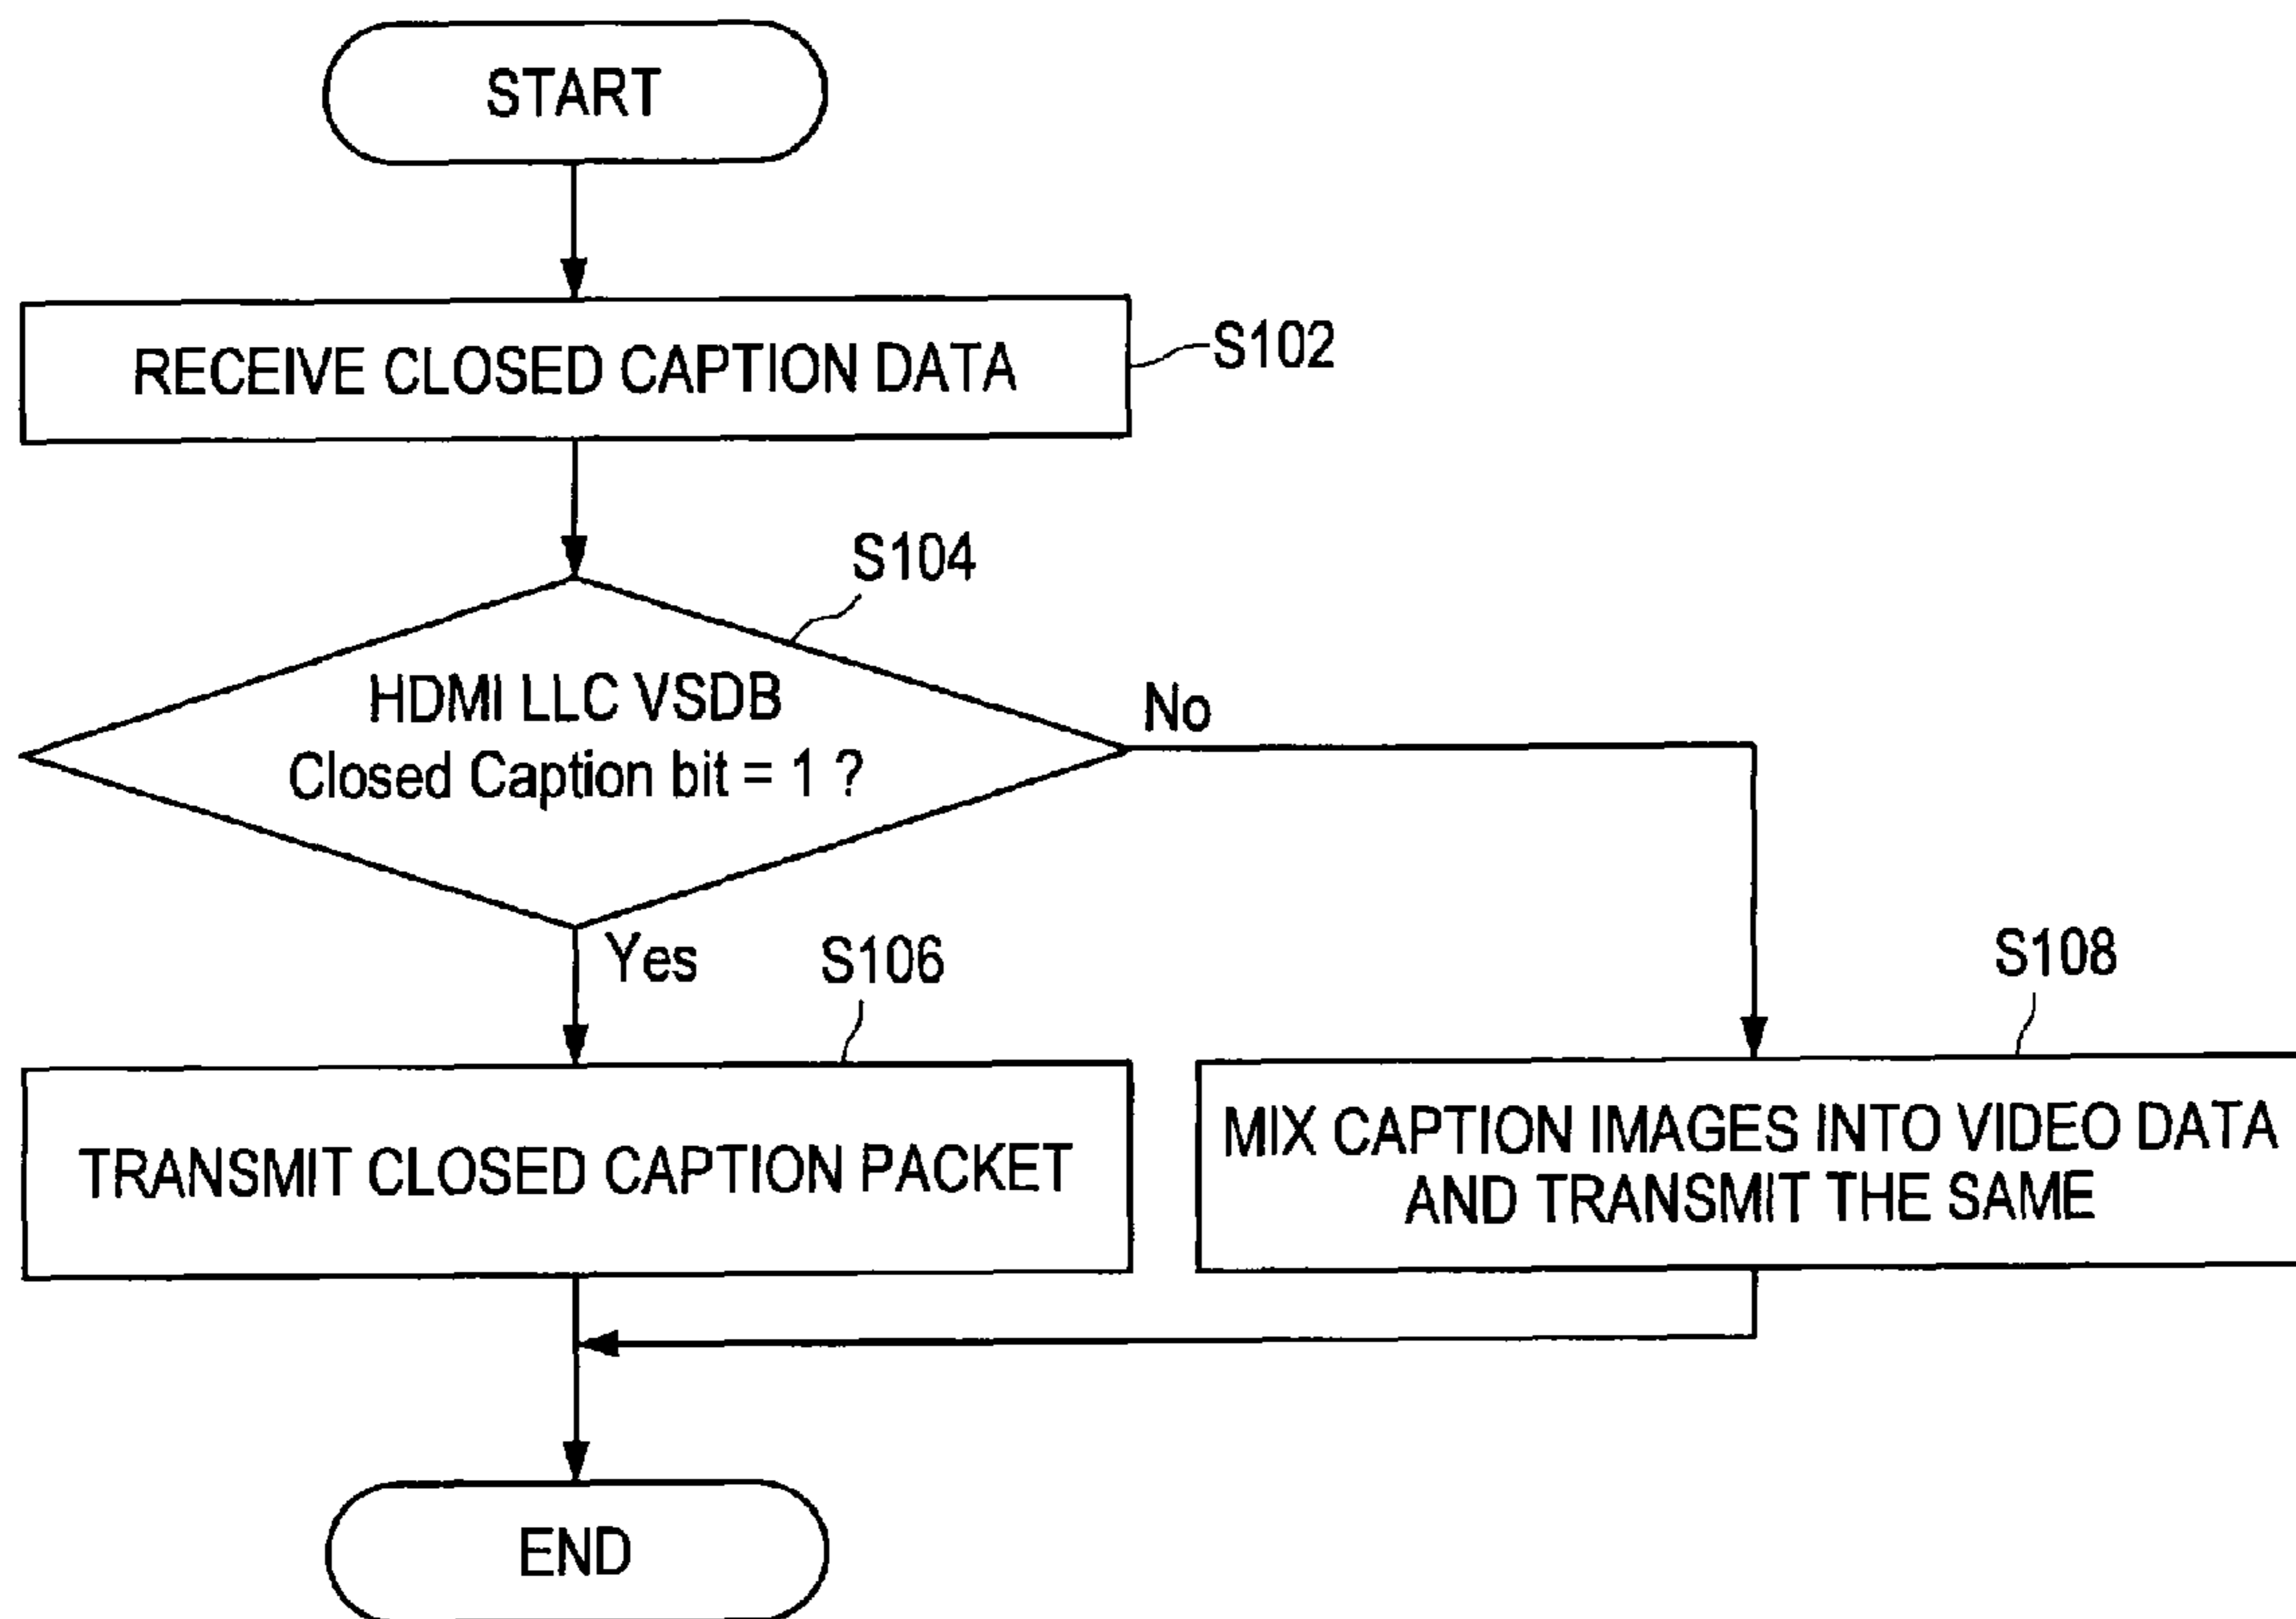 START
RECEIVE CLOSED CAPTION DATA
S102
S104
HDMI LLC VSDB
Closed Caption bit = 1 ?
No
Yes
S106
TRANSMIT CLOSED CAPTION PACKET
S108
MIX CAPTION IMAGES INTO VIDEO DATA
AND TRANSMIT THE SAME
END